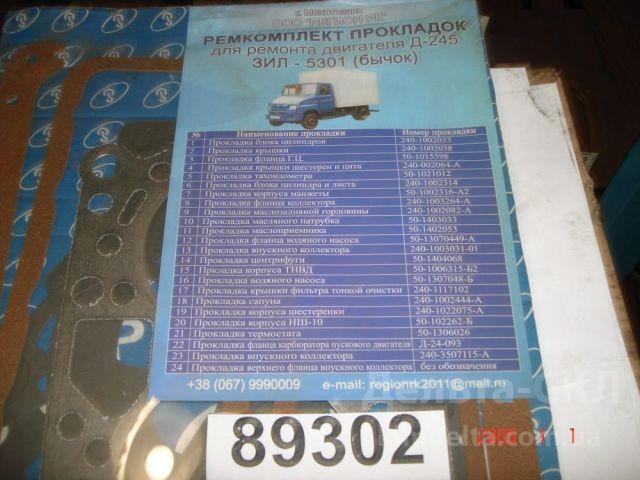 г. Мелитополь
ООО "РЕГИОН РК"
РЕМКОМПЛЕКТ ПРОКЛАДОК
для ремонта двигателя Д-245
ЗИЛ - 5301 (бычок)
№ Наименование прокладки Номер прокладки
1 Прокладка блока цилиндров 240-1002033
2 Прокладка крышки 240-1002038
3 Прокладка фланца Г.Ц. 50-1015598
4 Прокладка крышки шестерен и щита 240-002064-А
5 Прокладка тахоидометра 50-1021012
6 Прокладка блока цилиндра и листа 240-1002314
7 Прокладка корпуса манжеты 50-1002316-А2
8 Прокладка фланца коллектора 240-1003264-А
9 Прокладка маслозаливной горловины 240-1002082-А
10 Прокладка масляного патрубка 50-1403033
11 Прокладка маслоприемника 50-1402053
12 Прокладка фланца водяного насоса 50-13070449-А
13 Прокладка впускного коллектора 240-1003031-01
14 Прокладка центрифуги 50-1404068
15 Прокладка корпуса ТНВД 50-1006315-Б2
16 Прокладка водяного насоса 50-1307048-Б
17 Прокладка крышки фильтра тонкой очистки 240-1117102
18 Прокладка сапуна 240-1002444-А
19 Прокладка корпуса шестеренки 240-1022075-А
20 Прокладка корпуса НШ-10 50-102262-Б
21 Прокладка термостата 50-1306026
22 Прокладка фланца карбюратора пускового двигателя Д-24-093
23 Прокладка впускного коллектора 240-3507115-А
24 Прокладка верхнего фланца впускного коллектора без обозначения
+38 (067) 9990009 e-mail: regionrk2011@mail.ru
89302
Дельта-СКЛ
delta.com.ua